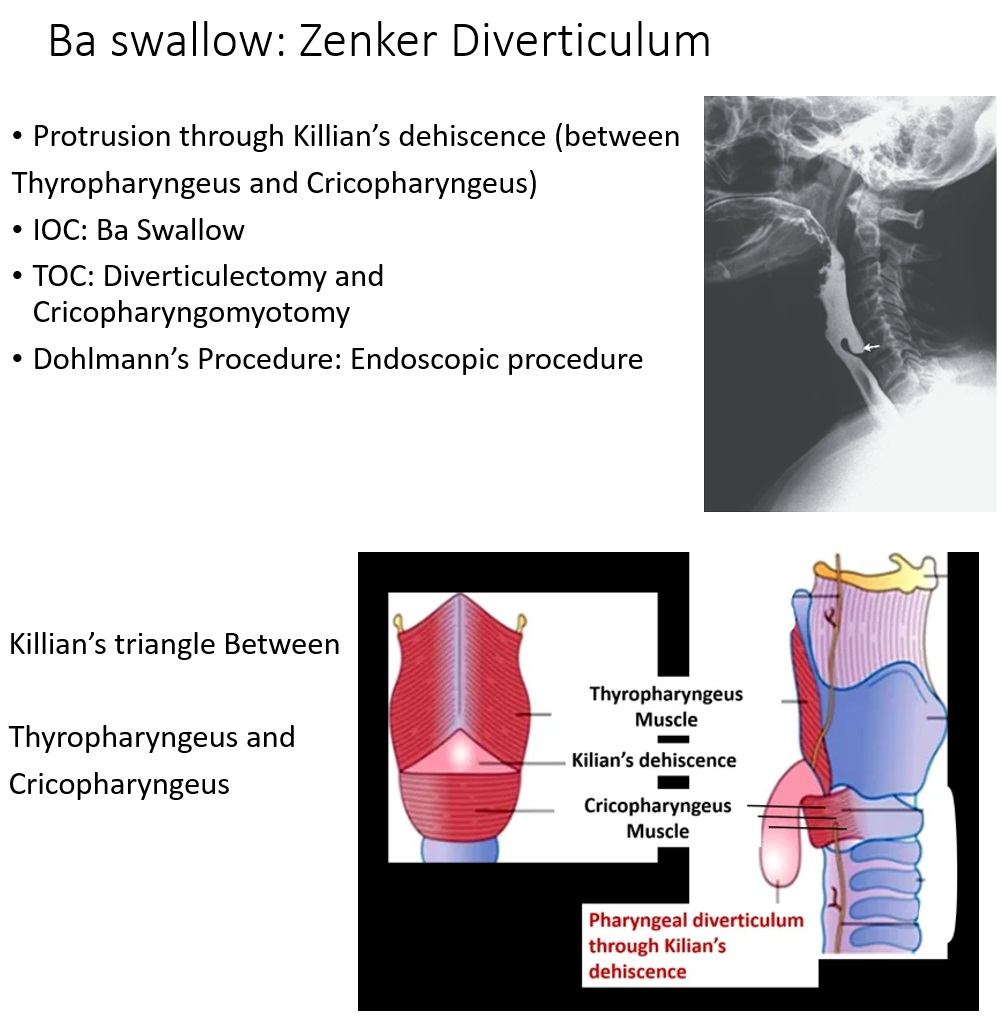 Ba swallow: Zenker Diverticulum
• Protrusion through Killian’s dehiscence (between
Thyropharyngeus and Cricopharyngeus)
• IOC: Ba Swallow
• TOC: Diverticulectomy and
Cricopharyngomyotomy
• Dohlmann’s Procedure: Endoscopic procedure
Killian’s triangle Between
Thyropharyngeus and
Cricopharyngeus
Thyropharyngeus
Muscle
Kilian’s dehiscence
Cricopharyngeus
Muscle
Pharyngeal diverticulum
through Kilian’s
dehiscence